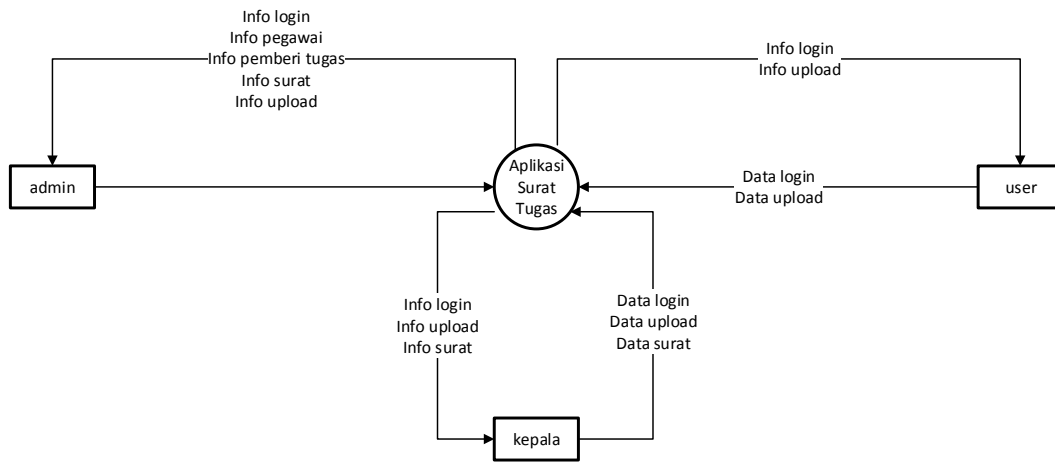 Info login
Info pegawai
Info pemberi tugas
Info surat
Info upload
Info login
Info upload
admin
Aplikasi
Surat
Tugas
Data login
Data upload
user
Info login
Info upload
Info surat
Data login
Data upload
Data surat
kepala